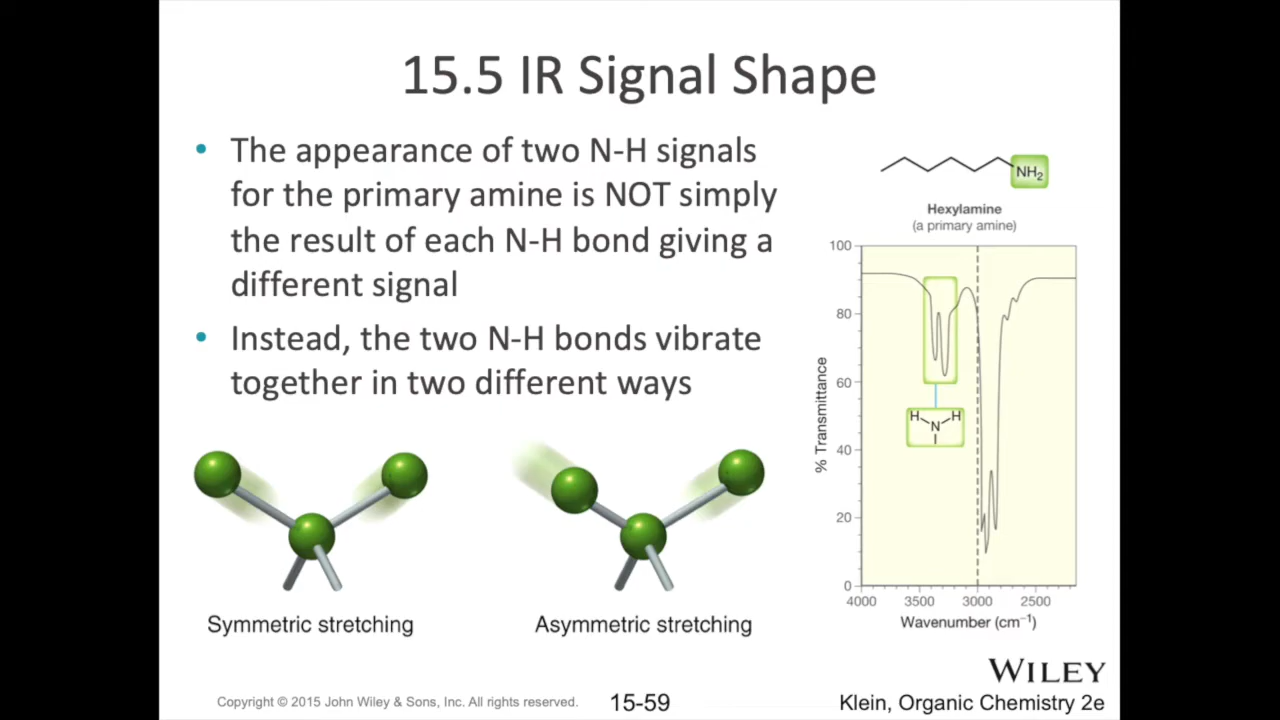 15.5 IR Signal Shape
• The appearance of two N-H signals
for the primary amine is NOT simply
the result of each N-H bond giving a
different signal
• Instead, the two N-H bonds vibrate
together in two different ways
Symmetric stretching
Asymmetric stretching
NH₂
Hexylamine
(a primary amine)
100
80
60
40
20
0
% Transmittance
H H
N
4000 3500 3000 2500
Wavenumber (cm⁻¹)
WILEY
Copyright © 2015 John Wiley & Sons, Inc. All rights reserved.
15-59
Klein, Organic Chemistry 2e